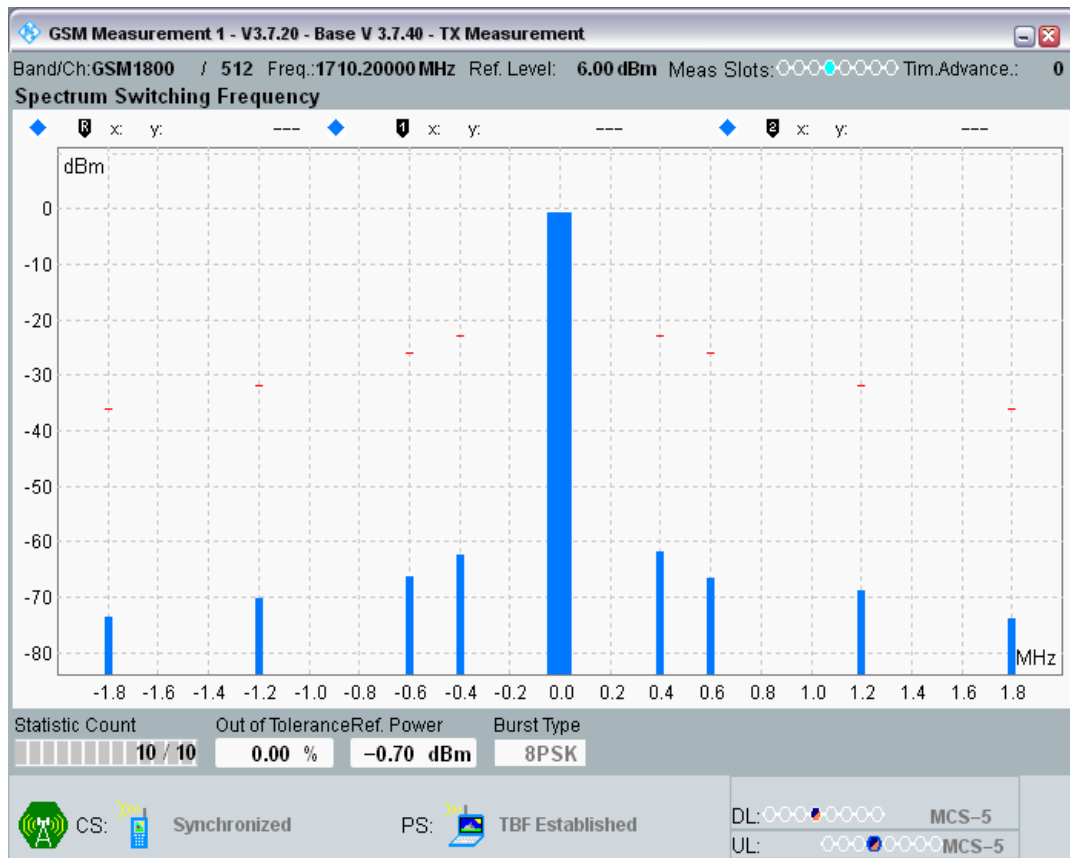 GSM Measurement 1 - V3.7.20 - Base V 3.7.40 - TX Measurement
Band/Ch:GSM1800 / 512 Freq.:1710.20000 MHz Ref. Level: 6.00 dBm Meas Slots: Tim.Advance.: 0
Spectrum Switching Frequency
R x: y: --- 1 x: y: --- 2 x: y: ---
dBm
0
-10
-20
-30
-40
-50
-60
-70
-80
MHz
-1.8 -1.6 -1.4 -1.2 -1.0 -0.8 -0.6 -0.4 -0.2 0.0 0.2 0.4 0.6 0.8 1.0 1.2 1.4 1.6 1.8
Statistic Count Out of Tolerance Ref. Power Burst Type
10 / 10 0.00 % −0.70 dBm 8PSK
CS: Synchronized PS: TBF Established
DL: MCS−5
UL: MCS−5